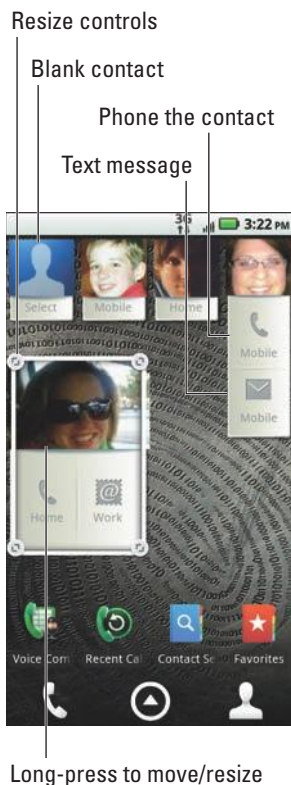 Resize controls
Blank contact
Phone the contact
Text message
3G 3:22 PM
Select Mobile Home
Mobile
Mobile
Home Work
@
Voice Com Recent Cal Contact Se Favorites
Long-press to move/resize